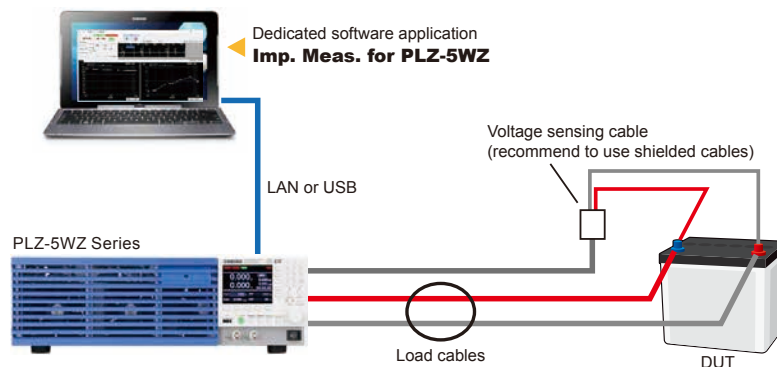 Dedicated software application
Imp. Meas. for PLZ-5WZ
Voltage sensing cable
(recommend to use shielded cables)
LAN or USB
PLZ-5WZ Series
Load cables
DUT